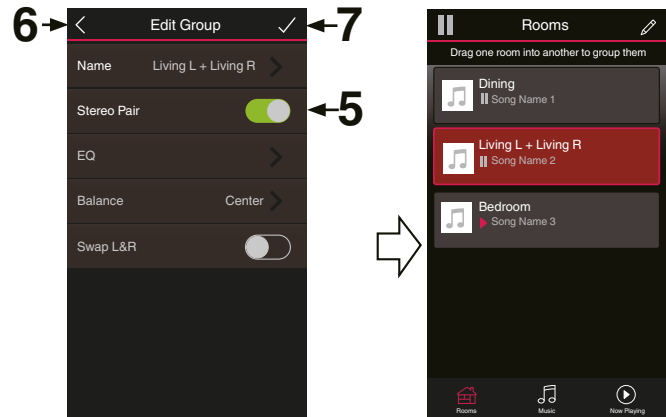 6
Edit Group
7
Name Living L + Living R
Stereo Pair
5
EQ
Balance Center
Swap L&R
Rooms
Drag one room into another to group them
Dining
Song Name 1
Living L + Living R
Song Name 2
Bedroom
Song Name 3
Rooms Music Now Playing